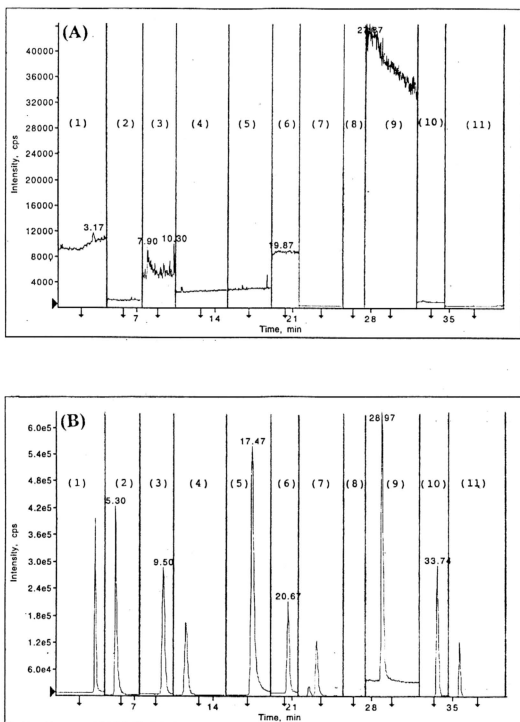 (A)
44000
40000
36000
32000
28000
24000
20000
16000
12000
8000
4000
Intensity, cps
(1) (2) (3) (4) (5) (6) (7) (8) (9) (10) (11)
3.17
7.90
10.30
19.87
7 14 21 28 35
Time, min
(B)
6.0e5
5.4e5
4.8e5
4.2e5
3.6e5
3.0e5
2.4e5
1.8e5
1.2e5
6.0e4
Intensity, cps
(1) (2) (3) (4) (5) (6) (7) (8) (9) (10) (11)
5.30
9.50
17.47
20.67
28.97
33.74
7 14 21 28 35
Time, min